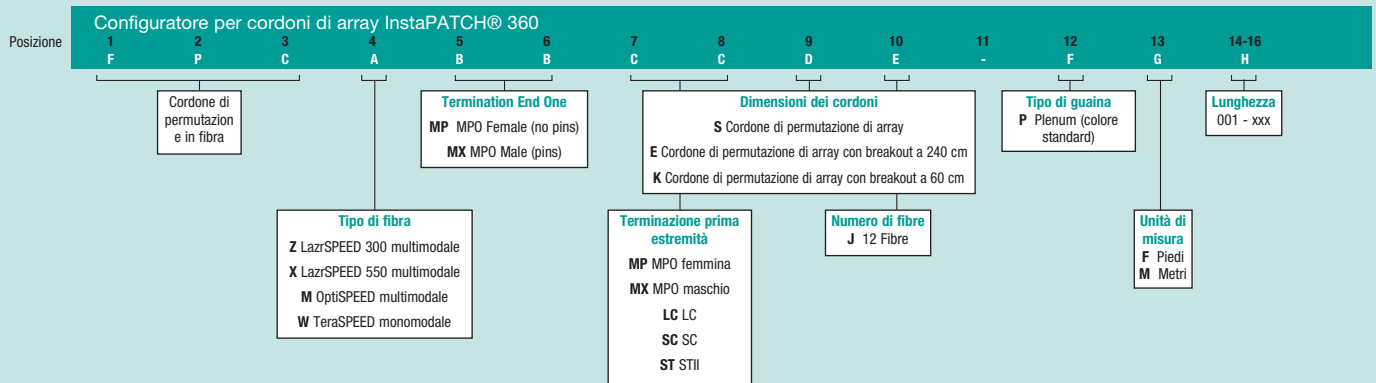 Configuratore per cordoni di array InstaPATCH® 360
Posizione 1 2 3 4 5 6 7 8 9 10 11 12 13 14-16
F P C A B B C C D E - F G H
Cordone di
permutazion
e in fibra
Termination End One
MP MPO Female (no pins)
MX MPO Male (pins)
Dimensioni dei cordoni
S Cordone di permutazione di array
E Cordone di permutazione di array con breakout a 240 cm
K Cordone di permutazione di array con breakout a 60 cm
Tipo di guaina
P Plenum (colore
standard)
Lunghezza
001 - xxx
Tipo di fibra
Z LazrSPEED 300 multimodale
X LazrSPEED 550 multimodale
M OptiSPEED multimodale
W TeraSPEED monomodale
Terminazione prima
estremità
MP MPO femmina
MX MPO maschio
LC LC
SC SC
ST STII
Numero di fibre
J 12 Fibre
Unità di
misura
F Piedi
M Metri